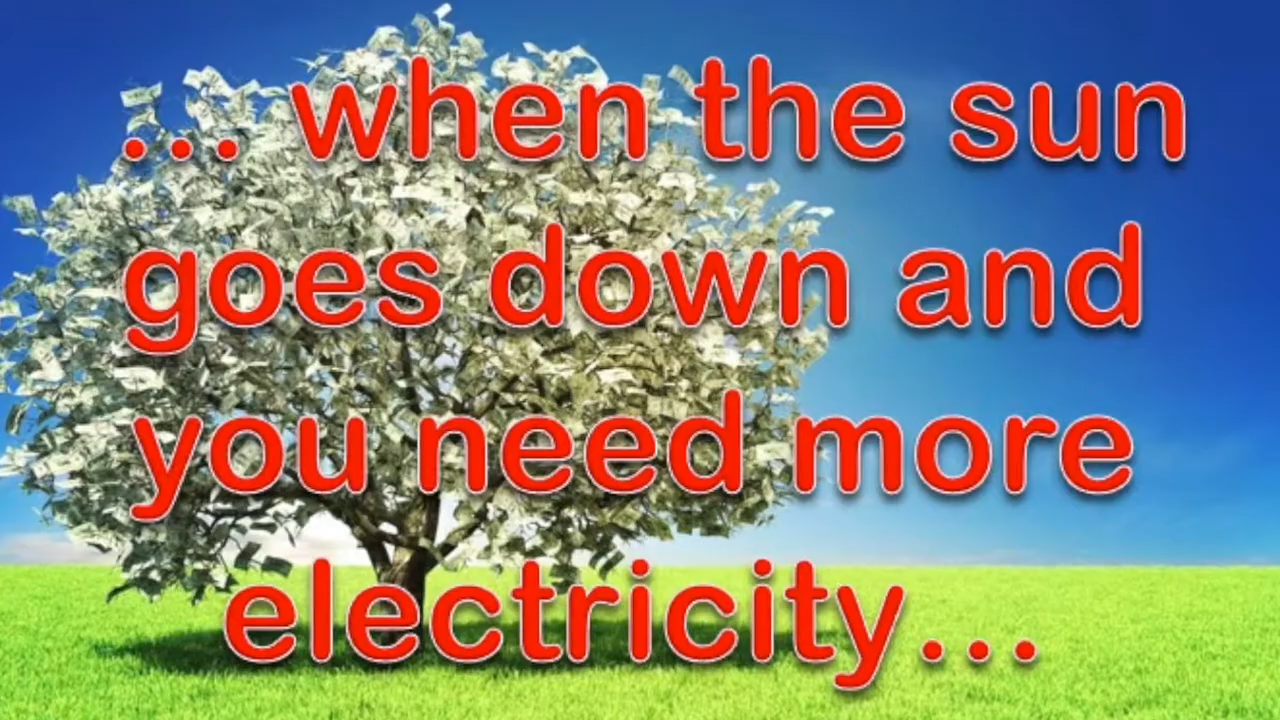 ... when the sun
goes down and
you need more
electricity...